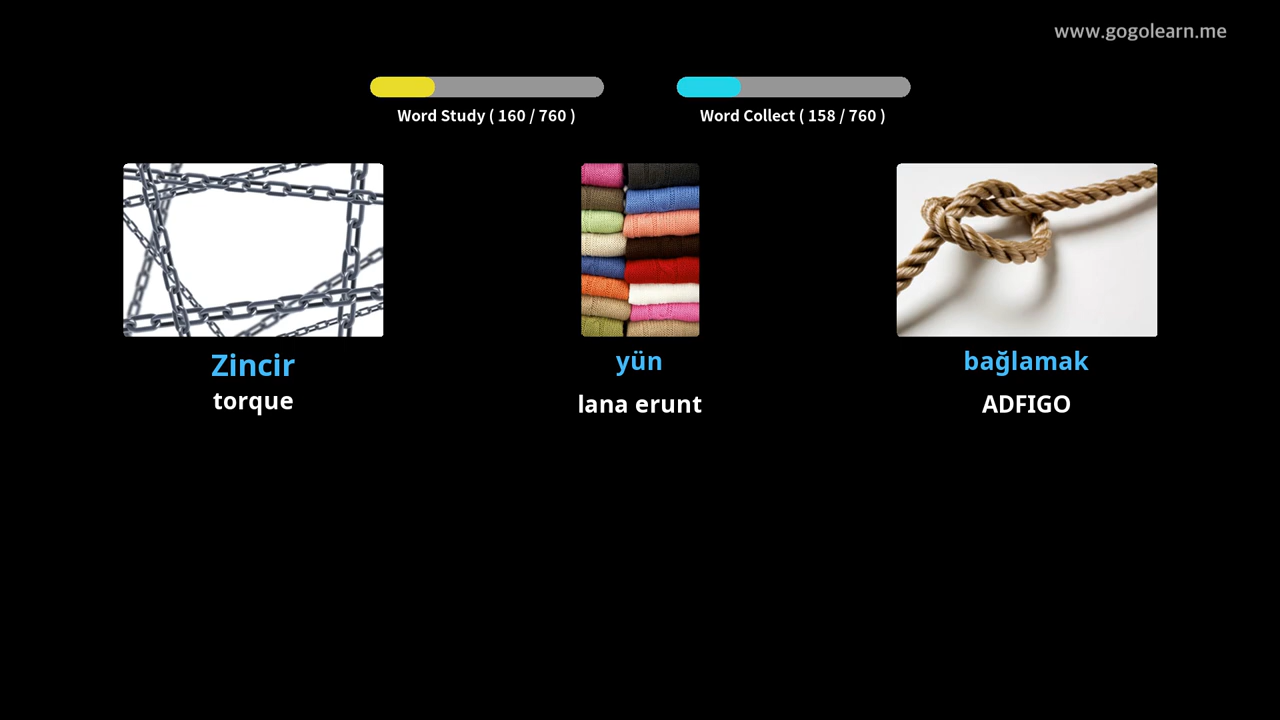 www.gogolearn.me
Word Study ( 160 / 760 )
Word Collect ( 158 / 760 )
Zincir
torque
yün
lana erunt
bağlamak
ADFIGO